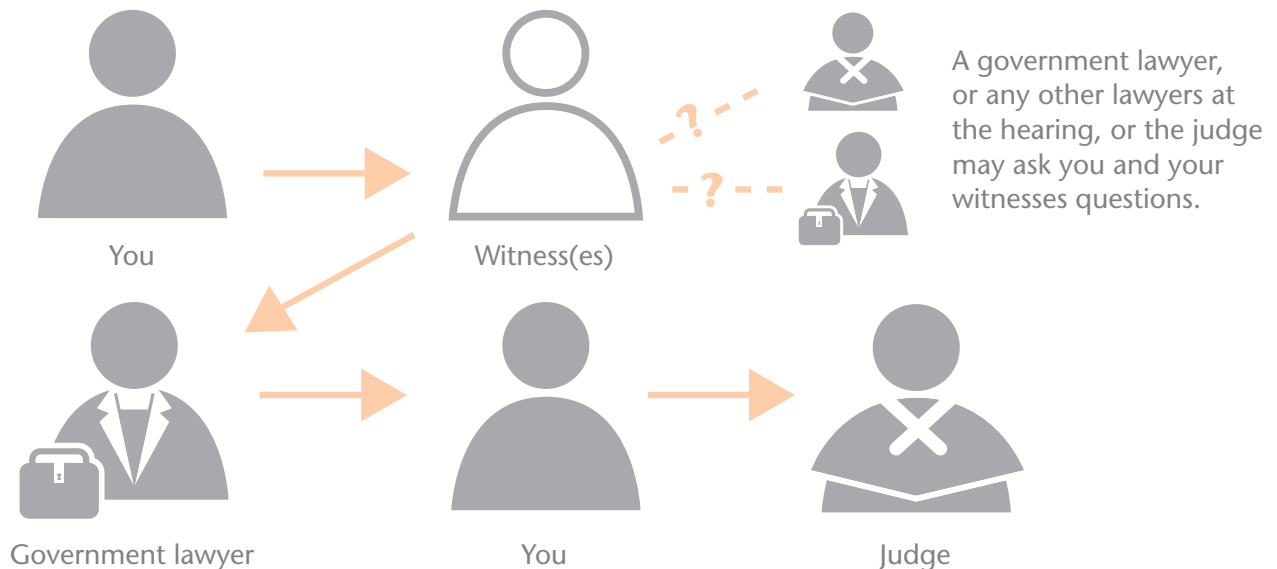 A government lawyer,
or any other lawyers at
the hearing, or the judge
may ask you and your
witnesses questions.
?
?
You
Witness(es)
Government lawyer
You
Judge